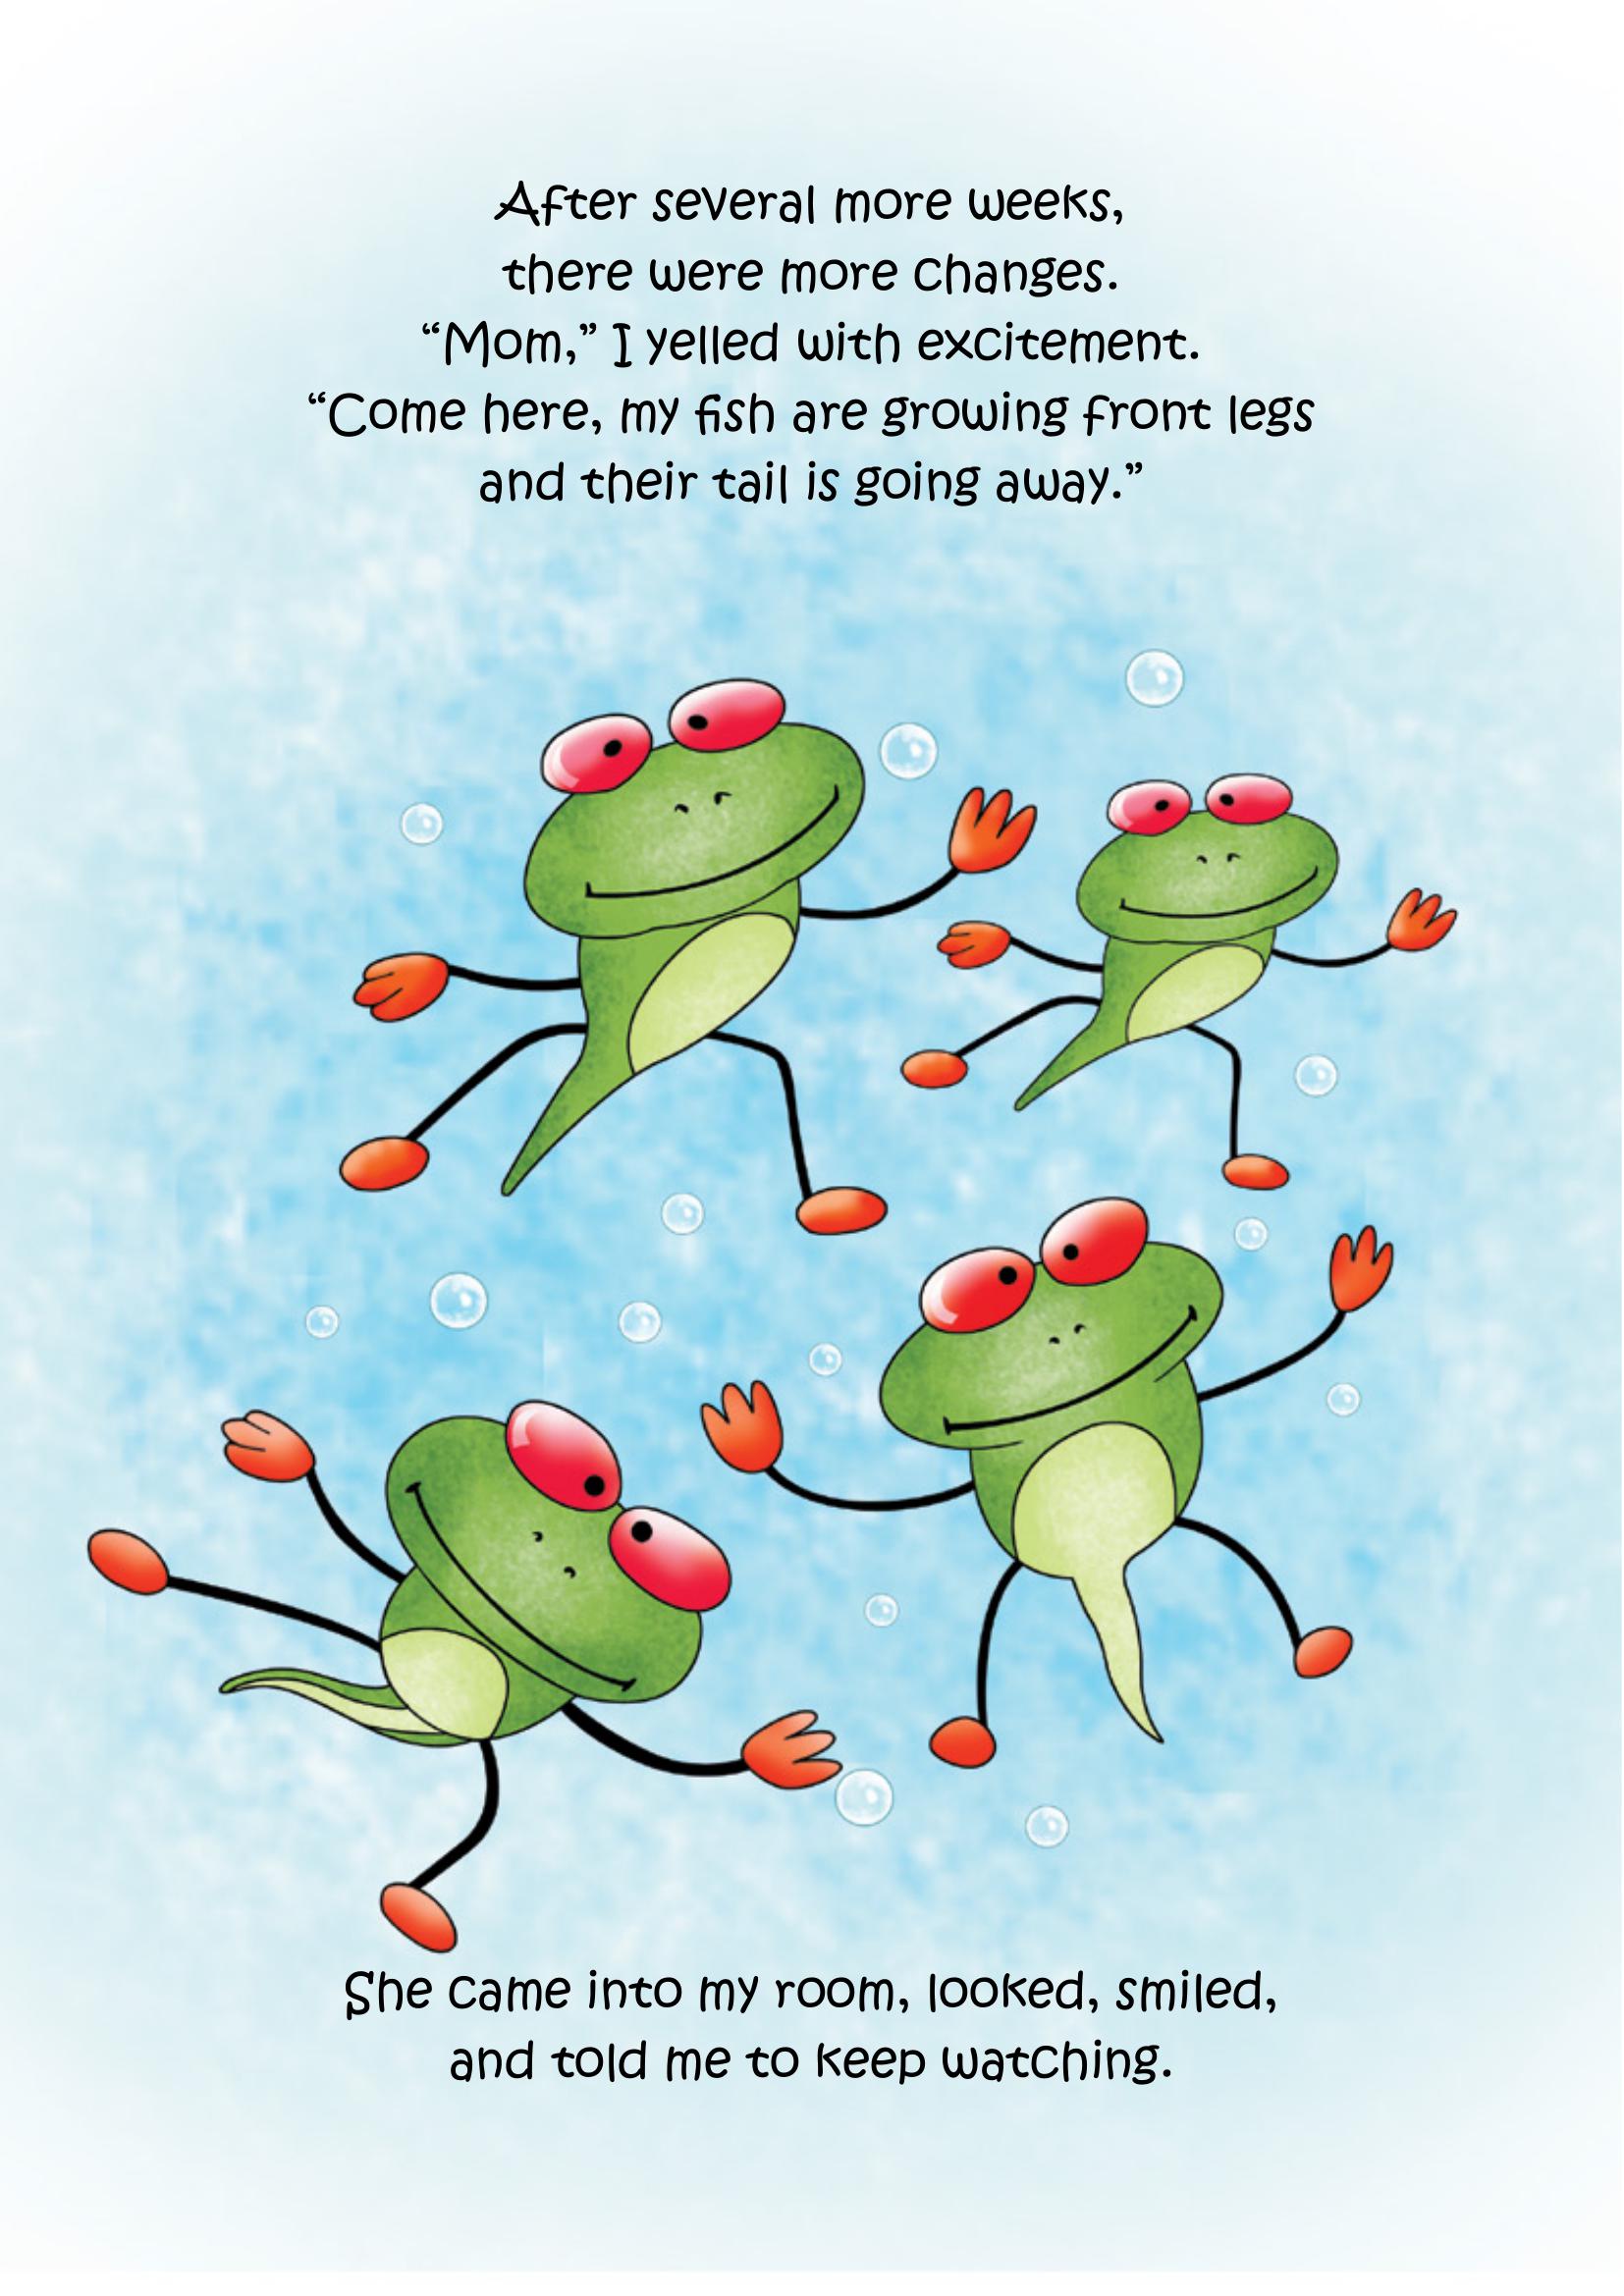 After several more weeks,
there were more changes.
“Mom,” I yelled with excitement.
“Come here, my fish are growing front legs
and their tail is going away.”
She came into my room, looked, smiled,
and told me to keep watching.